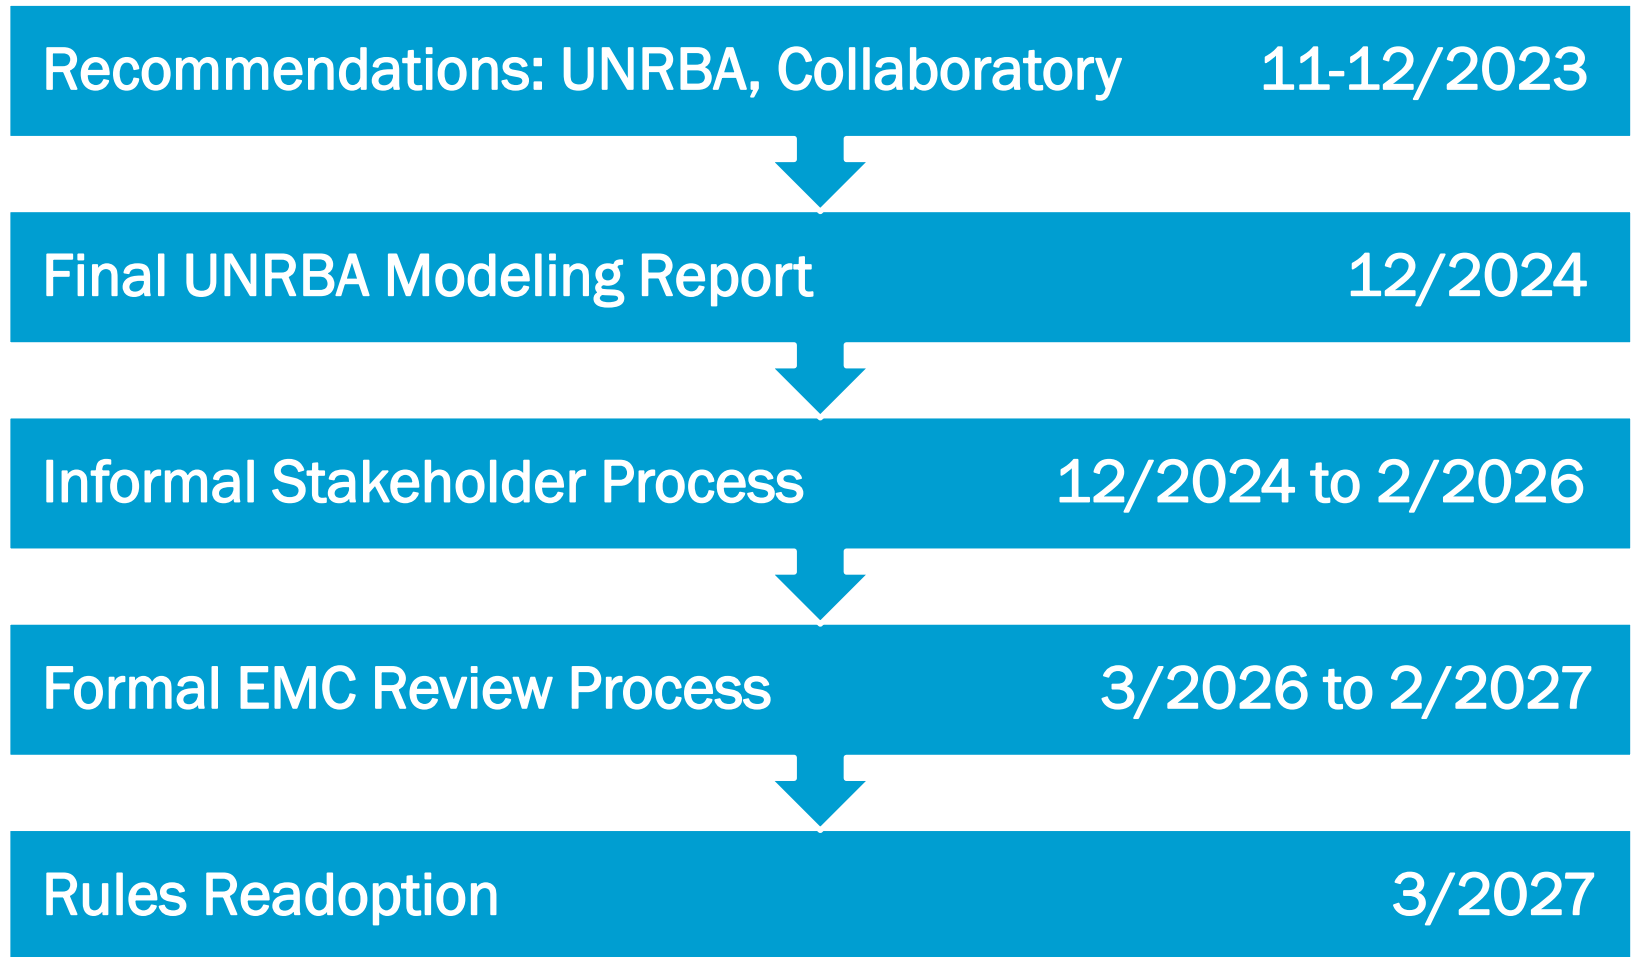 Recommendations: UNRBA, Collaboratory 11-12/2023
Final UNRBA Modeling Report 12/2024
Informal Stakeholder Process 12/2024 to 2/2026
Formal EMC Review Process 3/2026 to 2/2027
Rules Readoption 3/2027